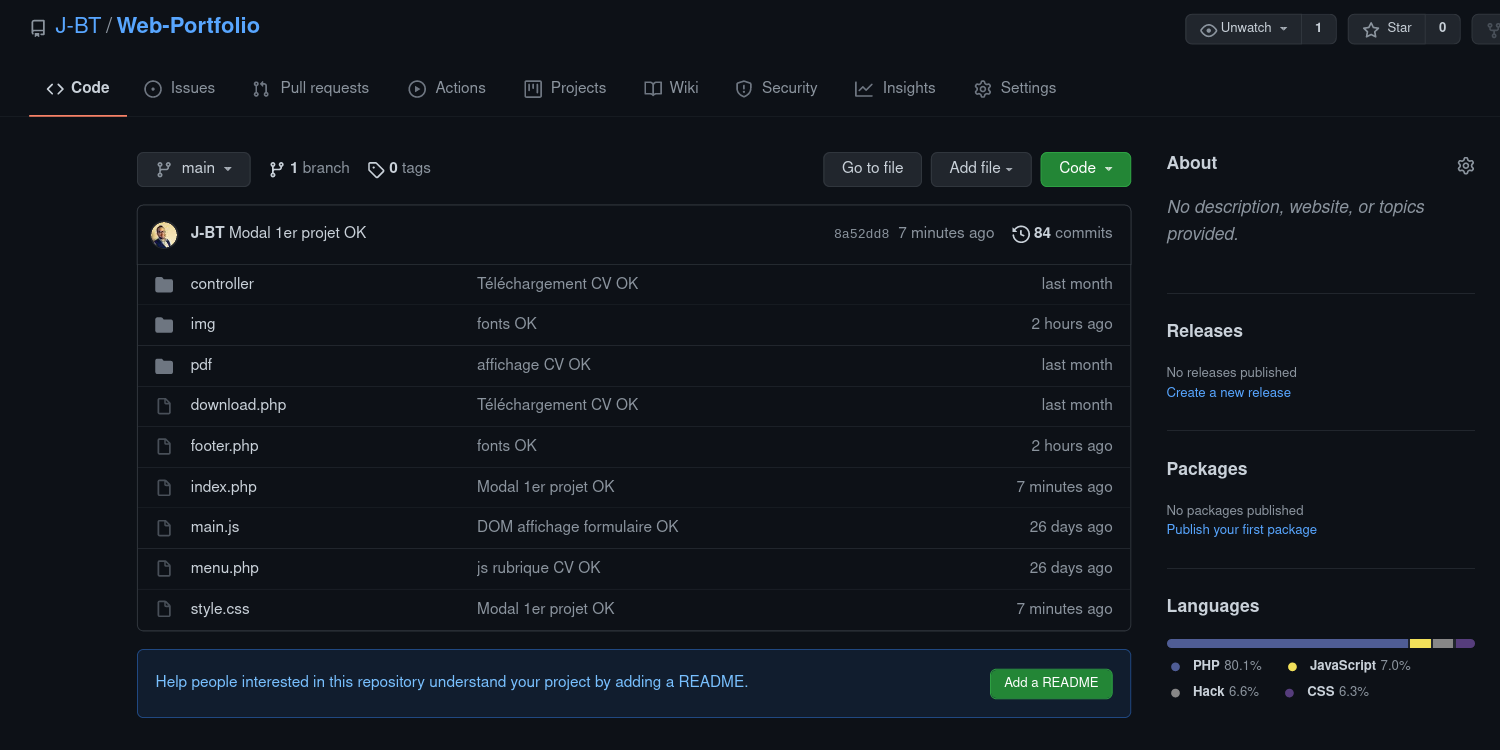 J-BT / Web-Portfolio
Unwatch 1 Star 0
Code Issues Pull requests Actions Projects Wiki Security Insights Settings
main 1 branch 0 tags Go to file Add file Code
J-BT Modal 1er projet OK 8a52dd8 7 minutes ago 84 commits
controller Téléchargement CV OK last month
img fonts OK 2 hours ago
pdf affichage CV OK last month
download.php Téléchargement CV OK last month
footer.php fonts OK 2 hours ago
index.php Modal 1er projet OK 7 minutes ago
main.js DOM affichage formulaire OK 26 days ago
menu.php js rubrique CV OK 26 days ago
style.css Modal 1er projet OK 7 minutes ago
Help people interested in this repository understand your project by adding a README. Add a README
About
No description, website, or topics
provided.
Releases
No releases published
Create a new release
Packages
No packages published
Publish your first package
Languages
PHP 80.1% JavaScript 7.0%
Hack 6.6% CSS 6.3%